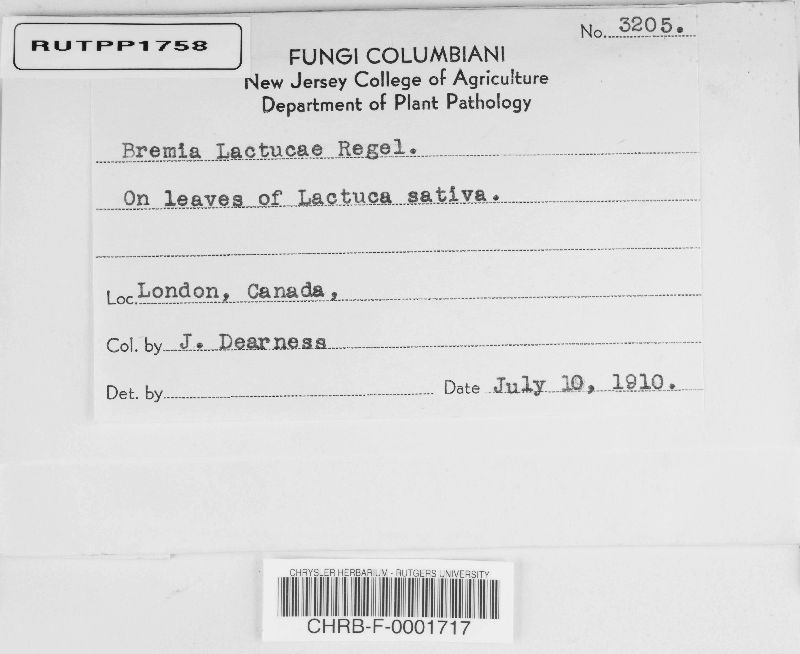 RUTPP1758
No. 3205.
FUNGI COLUMBIANI
New Jersey College of Agriculture
Department of Plant Pathology
Bremia Lactucae Regel.
On leaves of Lactuca sativa.
Loc. London, Canada,
Col. by J. Dearness
Det. by
Date July 10, 1910.
CHRYSLER HERBARIUM - RUTGERS UNIVERSITY
CHRB-F-0001717